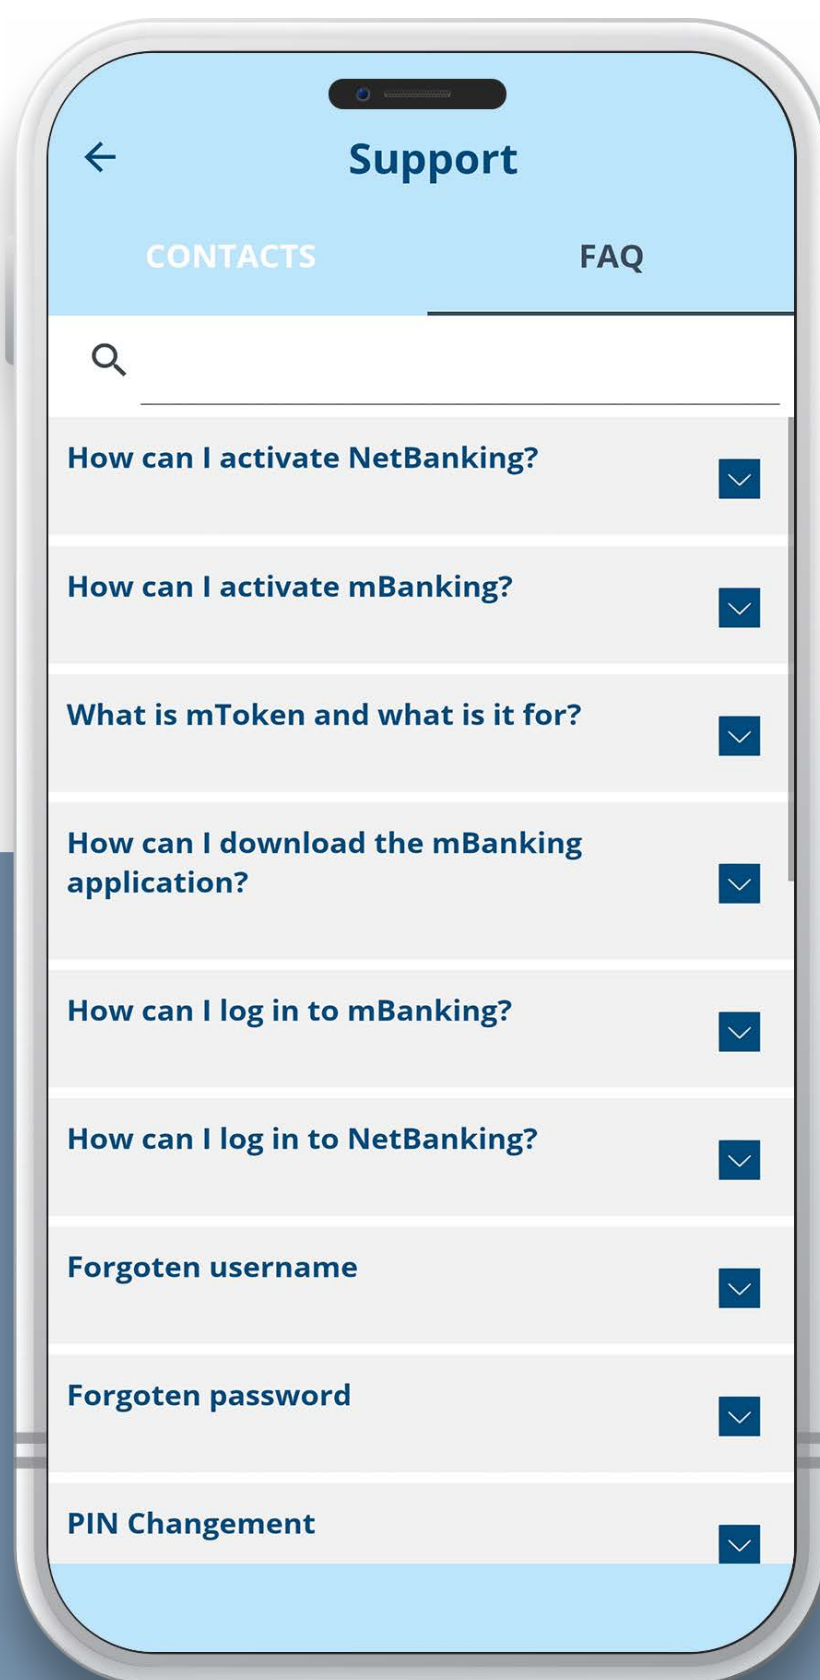 Support
CONTACTS
FAQ
How can I activate NetBanking?
How can I activate mBanking?
What is mToken and what is it for?
How can I download the mBanking
application?
How can I log in to mBanking?
How can I log in to NetBanking?
Forgoten username
Forgoten password
PIN Changement